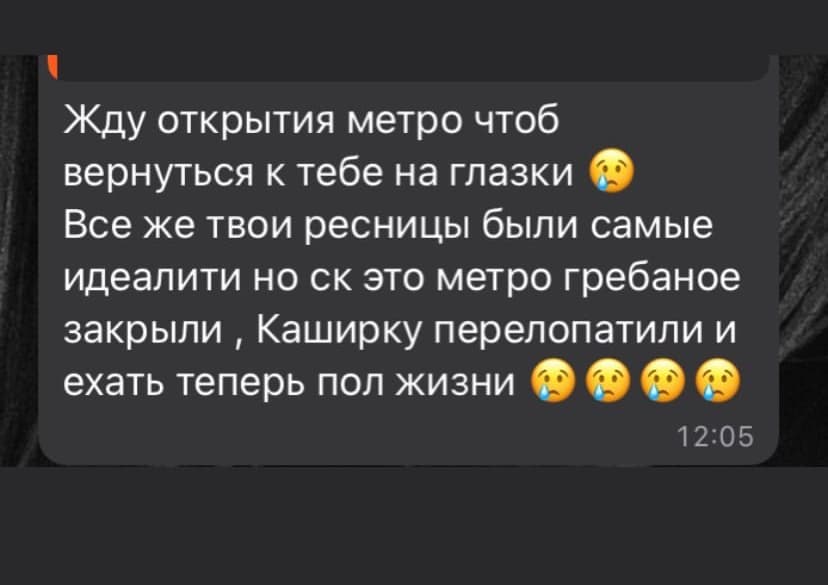 Жду открытия метро чтоб
вернуться к тебе на глазки 😢
Все же твои ресницы были самые
идеалити но ск это метро гребаное
закрыли , Каширку перелопатили и
ехать теперь пол жизни 😢😢😢😢
12:05